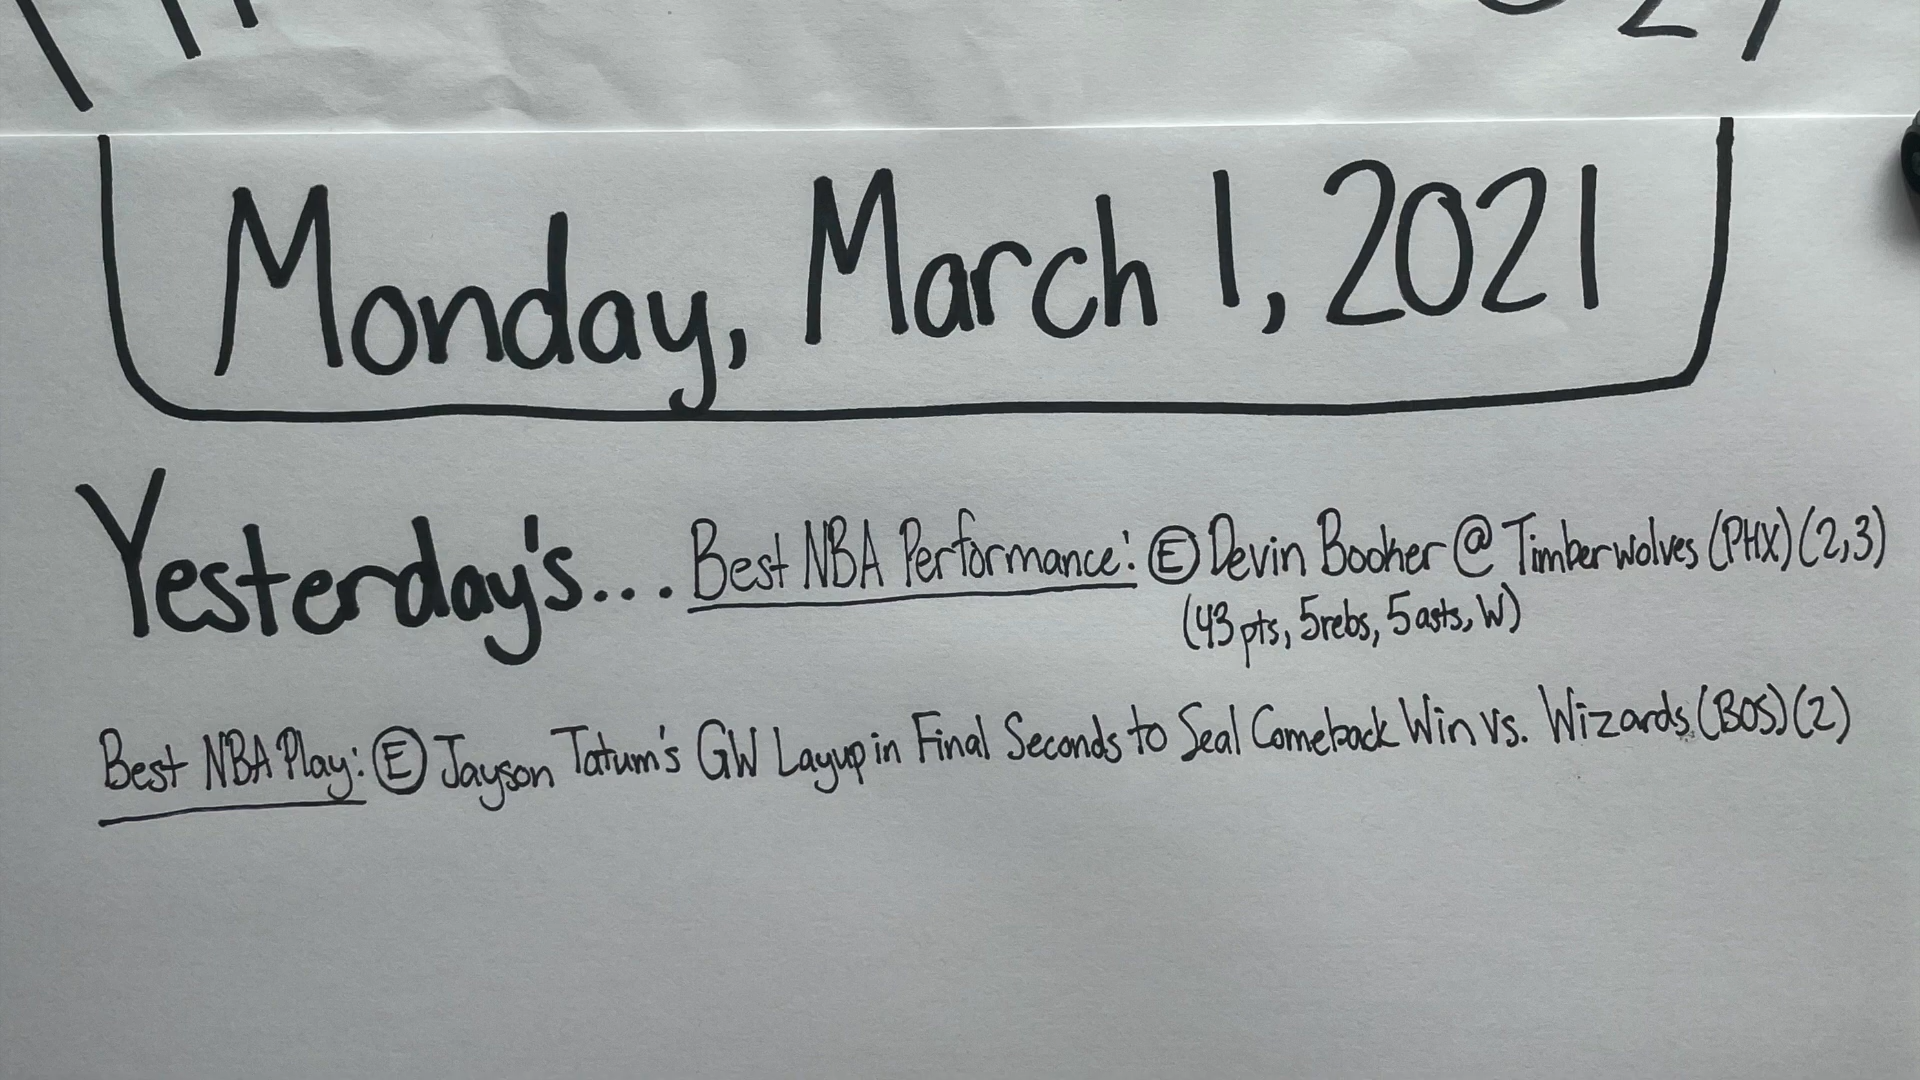 Monday, March 1, 2021
Yesterday's... Best NBA Performance: Ⓔ Devin Booker @ Timberwolves (PHX) (2,3)
(43 pts, 5 rebs, 5 asts, W)
Best NBA Play: Ⓔ Jayson Tatum's GW Layup in Final Seconds to Seal Comeback Win vs. Wizards (BOS) (2)